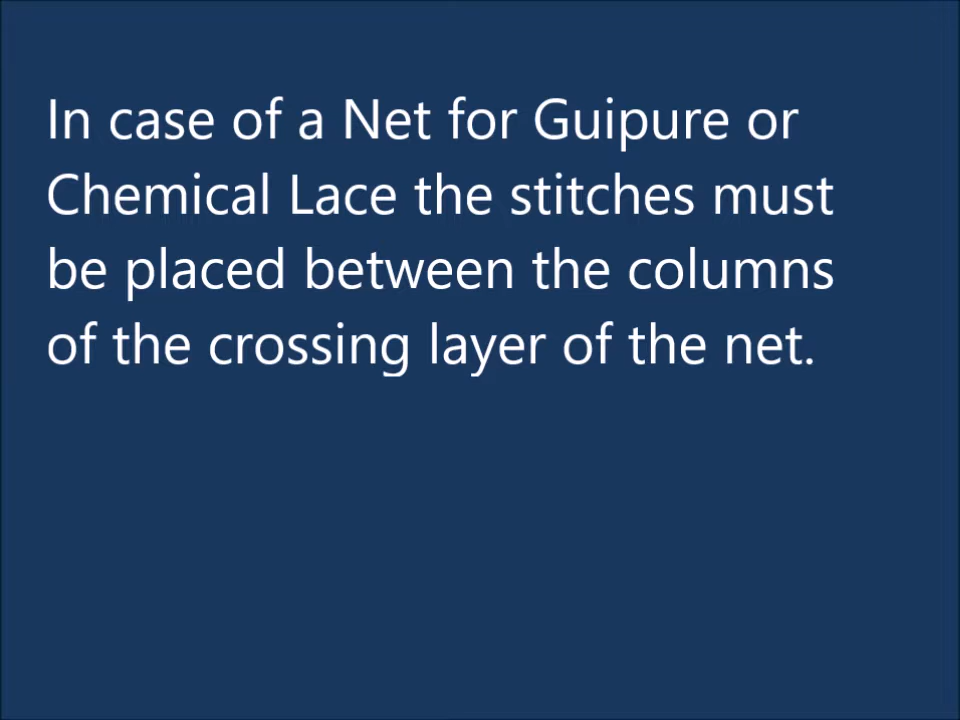 In case of a Net for Guipure or
Chemical Lace the stitches must
be placed between the columns
of the crossing layer of the net.